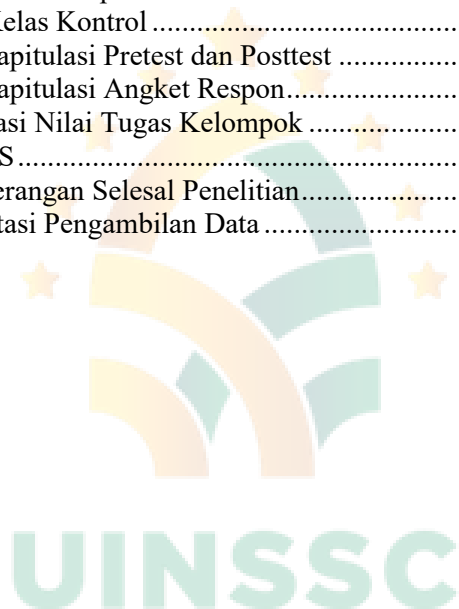 Kelas Kontrol
apitulasi Pretest dan Posttest
apitulasi Angket Respon
asi Nilai Tugas Kelompok
S
erangan Selesal Penelitian
tasi Pengambilan Data
UINSSC